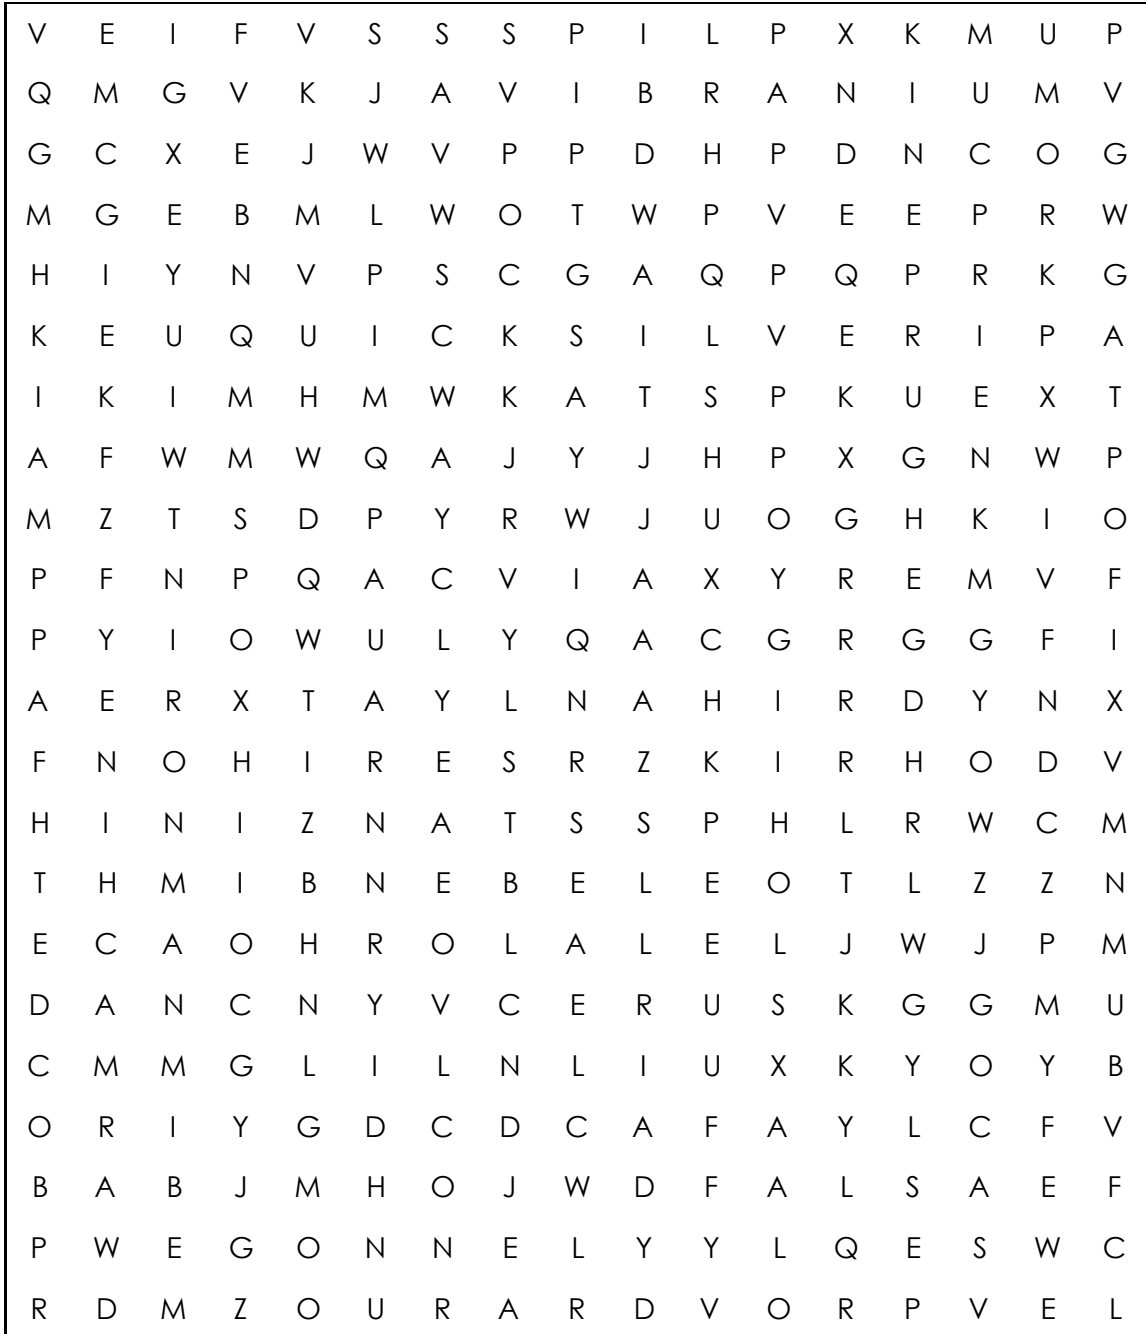 V E I F V S S S P I L P X K M U P
Q M G V K J A V I B R A N I U M V
G C X E J W V P P D H P D N C O G
M G E B M L W O T W P V E E P R W
H I Y N V P S C G A Q P Q P R K G
K E U Q U I C K S I L V E R I P A
I K I M H M W K A T S P K U E X T
A F W M W Q A J Y J H P X G N W P
M Z T S D P Y R W J U O G H K I O
P F N P Q A C V I A X Y R E M V F
P Y I O W U L Y Q A C G R G G F I
A E R X T A Y L N A H I R D Y N X
F N O H I R E S R Z K I R H O D V
H I N I Z N A T S S P H L R W C M
T H M I B N E B E L E O T L Z Z N
E C A O H R O L A L E L J W J P M
D A N C N Y V C E R U S K G G M U
C M M G L I L N L I U X K Y O Y B
O R I Y G D C D C A F A Y L C F V
B A B J M H O J W D F A L S A E F
P W E G O N N E L Y Y L Q E S W C
R D M Z O U R A R D V O R P V E L